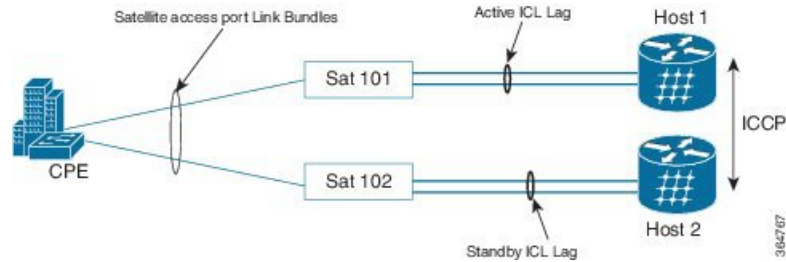 Satellite access port Link Bundles
Active ICL Lag
Host 1
Sat 101
ICCP
CPE
Sat 102
Host 2
Standby ICL Lag
364767